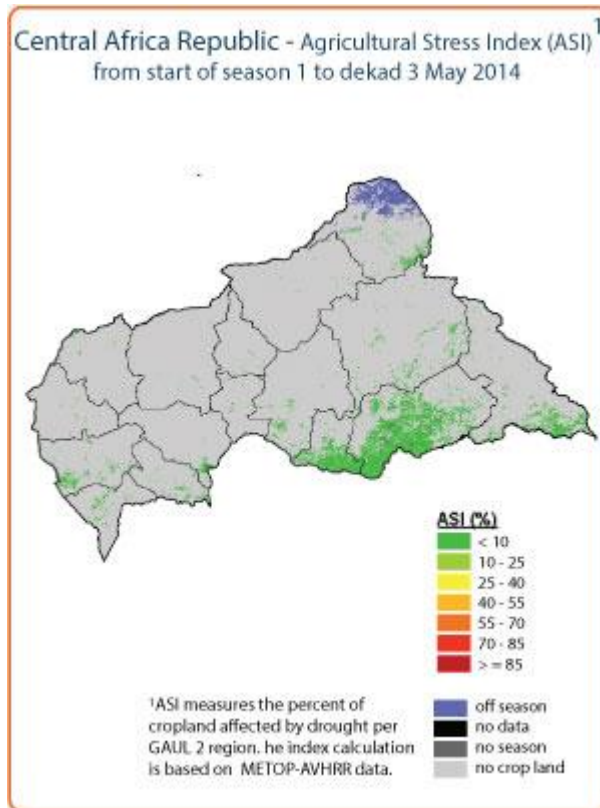 Central Africa Republic - Agricultural Stress Index (ASI)¹
from start of season 1 to dekad 3 May 2014
ASI (%)
< 10
10 - 25
25 - 40
40 - 55
55 - 70
70 - 85
> = 85
¹ASI measures the percent of
cropland affected by drought per
GAUL 2 region. he index calculation
is based on METOP-AVHRR data.
off season
no data
no season
no crop land